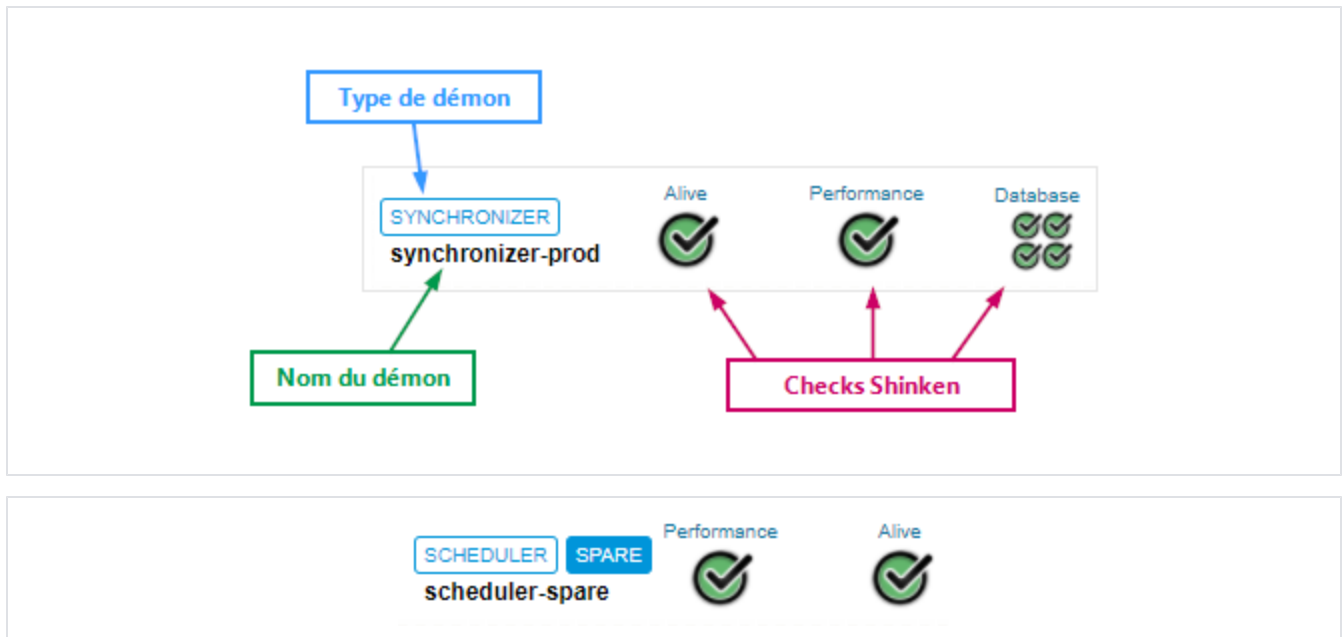 Type de démon
Alive Performance Database
SYNCHRONIZER
synchronizer-prod
Nom du démon
Checks Shinken
Performance Alive
SCHEDULER SPARE
scheduler-spare